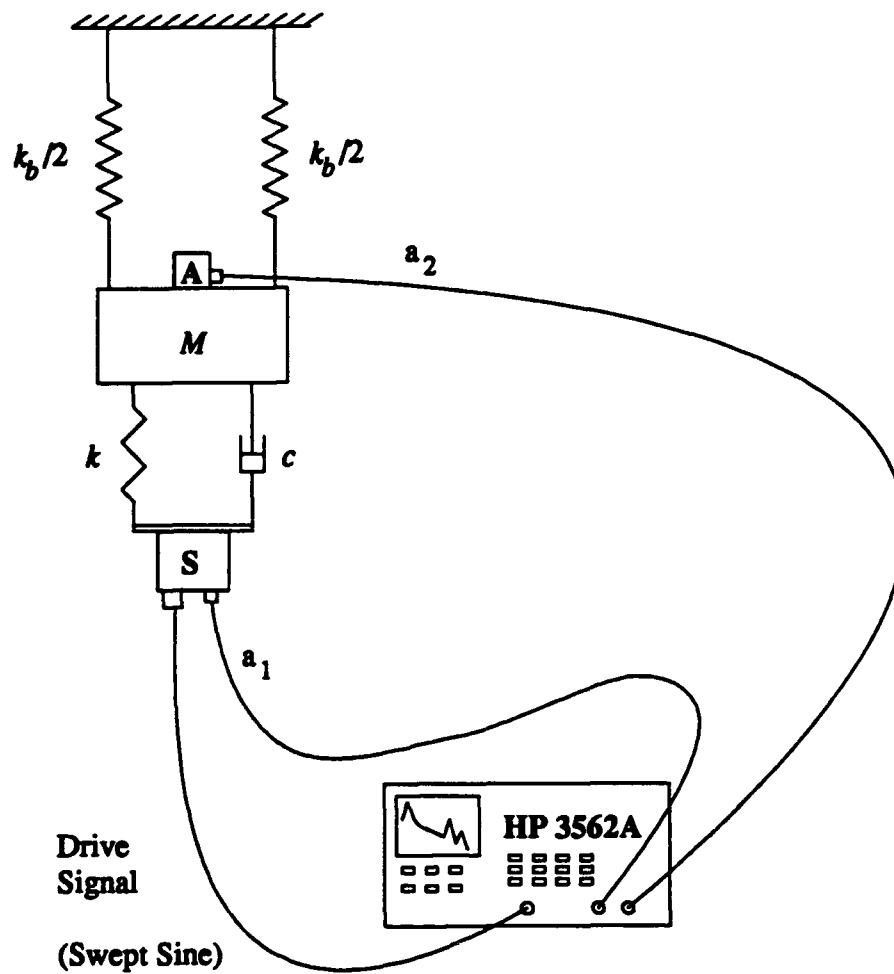 k_b/2
k_b/2
A
a_2
M
k
c
S
a_1
HP 3562A
Drive
Signal
(Swept Sine)